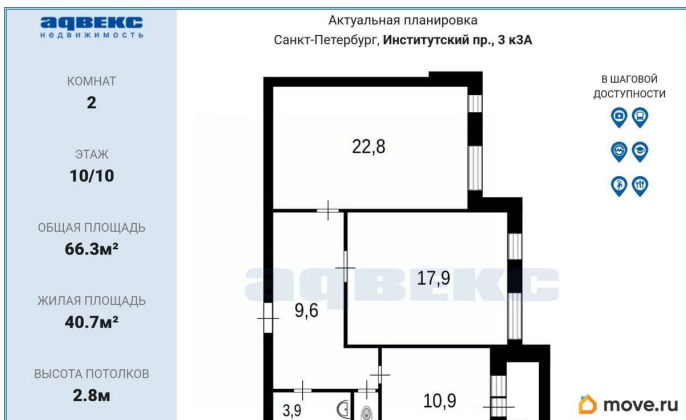 адвекс
НЕДВИЖИМОСТЬ
КОМНАТ
2
ЭТАЖ
10/10
ОБЩАЯ ПЛОЩАДЬ
66.3м²
ЖИЛАЯ ПЛОЩАДЬ
40.7м²
ВЫСОТА ПОТОЛКОВ
2.8м
Актуальная планировка
Санкт-Петербург, Институтский пр., 3 к3А
22,8
17,9
9,6
адвекс
3,9
10,9
В ШАГОВОЙ
ДОСТУПНОСТИ
move.ru